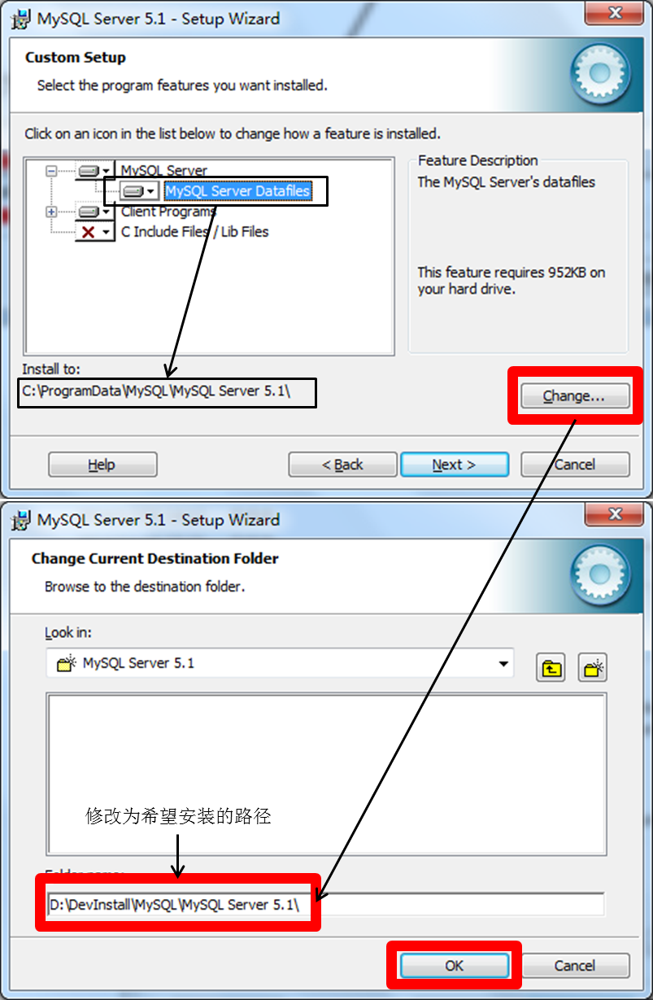 MySQL Server 5.1 - Setup Wizard
Custom Setup
Select the program features you want installed.
Click on an icon in the list below to change how a feature is installed.
MySQL Server
MySQL Server Datafiles
Client Programs
C Include Files / Lib Files
Feature Description
The MySQL Server's datafiles
This feature requires 952KB on
your hard drive.
Install to:
C:\ProgramData\MySQL\MySQL Server 5.1\
Change...
Help
< Back
Next >
Cancel
MySQL Server 5.1 - Setup Wizard
Change Current Destination Folder
Browse to the destination folder.
Look in:
MySQL Server 5.1
修改为希望安装的路径
Folder name:
D:\DevInstall\MySQL\MySQL Server 5.1\
OK
Cancel